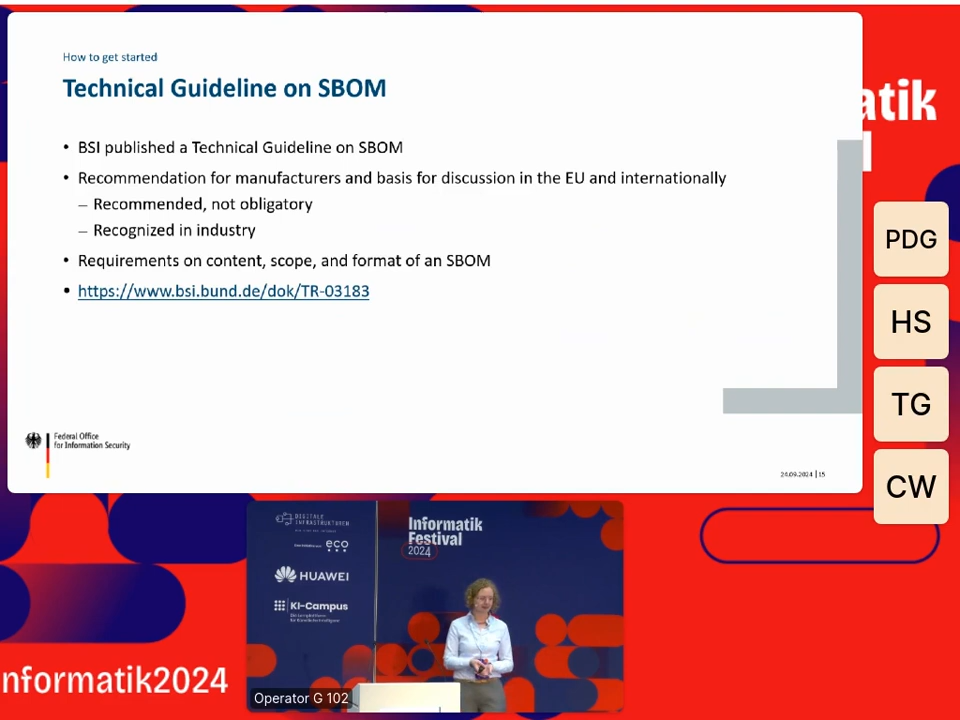 How to get started
Technical Guideline on SBOM
• BSI published a Technical Guideline on SBOM
• Recommendation for manufacturers and basis for discussion in the EU and internationally
– Recommended, not obligatory
– Recognized in industry
• Requirements on content, scope, and format of an SBOM
• https://www.bsi.bund.de/dok/TR-03183
Federal Office
for Information Security
24.09.2024 | 15
atik
PDG
HS
TG
CW
DIGITALE
INFRASTRUKTUREN
eco
HUAWEI
KI-Campus
Informatik
Festival
2024
Operator G 102
nformatik2024